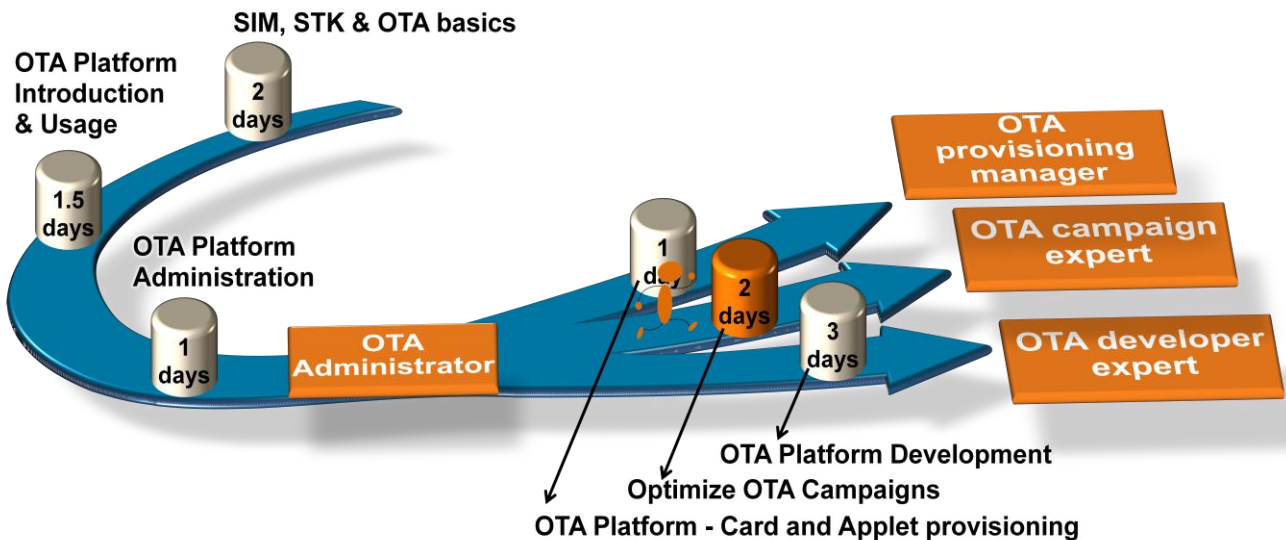 SIM, STK & OTA basics
2
days
OTA Platform
Introduction
& Usage
1.5
days
OTA Platform
Administration
1
days
OTA
Administrator
1
day
2
days
3
days
OTA
provisioning
manager
OTA campaign
expert
OTA developer
expert
OTA Platform Development
Optimize OTA Campaigns
OTA Platform - Card and Applet provisioning